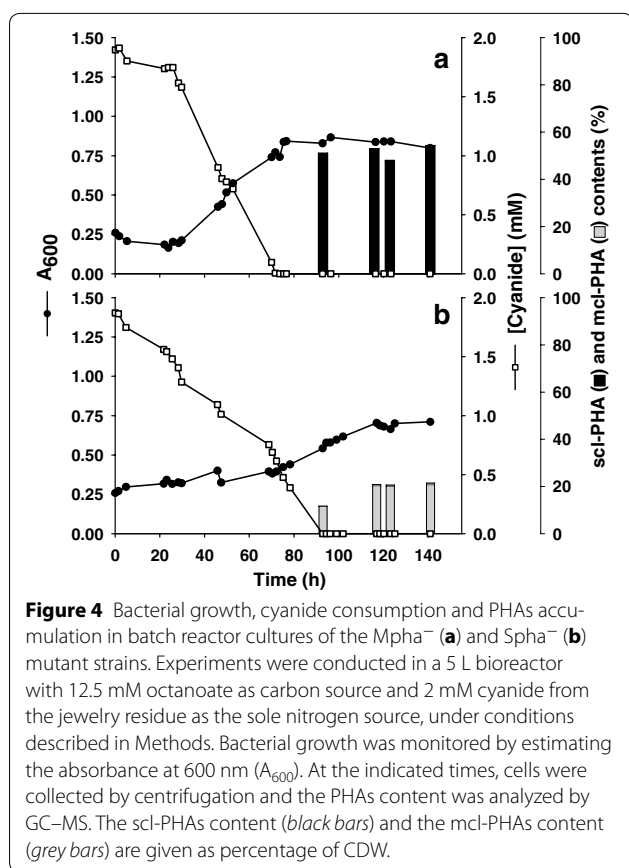 1.50
1.25
1.00
0.75
0.50
0.25
0.00
a
2.0
1.5
1.0
0.5
0.0
100
80
60
40
20
0
1.50
1.25
1.00
0.75
0.50
0.25
0.00
b
2.0
1.5
1.0
0.5
0.0
100
80
60
40
20
0
0 20 40 60 80 100 120 140
Time (h)
A600
[Cyanide] (mM)
scl-PHA (■) and mcl-PHA (□) contents (%)
Figure 4 Bacterial growth, cyanide consumption and PHAs accu-
mulation in batch reactor cultures of the Mpha− (a) and Spha− (b)
mutant strains. Experiments were conducted in a 5 L bioreactor
with 12.5 mM octanoate as carbon source and 2 mM cyanide from
the jewelry residue as the sole nitrogen source, under conditions
described in Methods. Bacterial growth was monitored by estimating
the absorbance at 600 nm (A600). At the indicated times, cells were
collected by centrifugation and the PHAs content was analyzed by
GC–MS. The scl-PHAs content (black bars) and the mcl-PHAs content
(grey bars) are given as percentage of CDW.